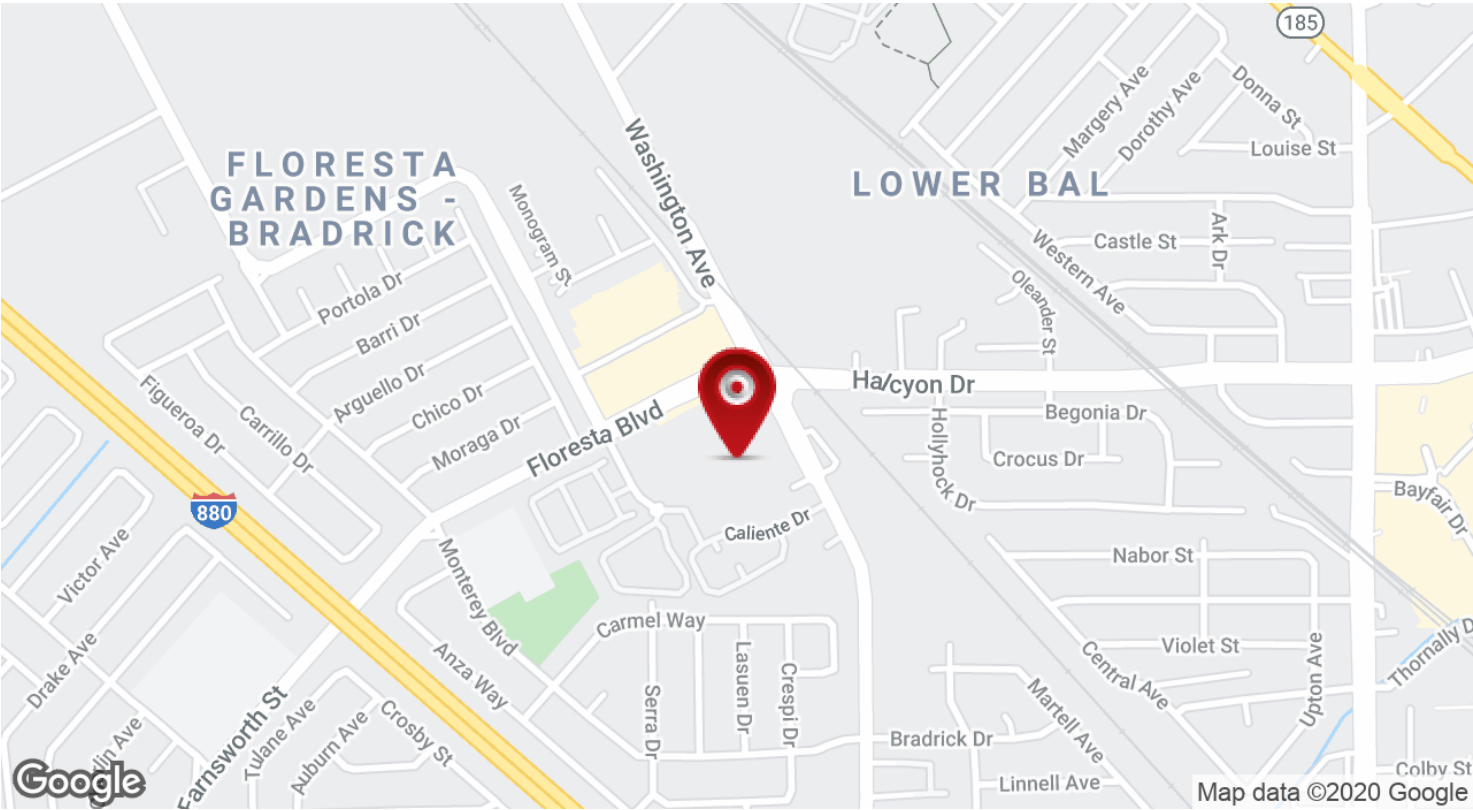 185
Donna St
Margery Ave
Dorothy Ave
Louise St
FLORESTA
GARDENS -
BRADRICK
Washington Ave
LOWER BAL
Monogram St
Ark Dr
Castle St
Western Ave
Oleander St
Portola Dr
Barri Dr
Arguello Dr
Halcyon Dr
Figueroa Dr
Carrillo Dr
Chico Dr
Moraga Dr
Floresta Blvd
Hollyhock Dr
Begonia Dr
Crocus Dr
Bayfair Dr
880
Caliente Dr
Victor Ave
Monterey Blvd
Nabor St
Carmel Way
Violet St
Thornally D
Drake Ave
Anza Way
Lasuen Dr
Crespi Dr
Serra Dr
Central Ave
Upton Ave
Martell Ave
Farnsworth St
Tulane Ave
Auburn Ave
Crosby St
Bradrick Dr
Linnell Ave
Colby St
Google
Map data ©2020 Google